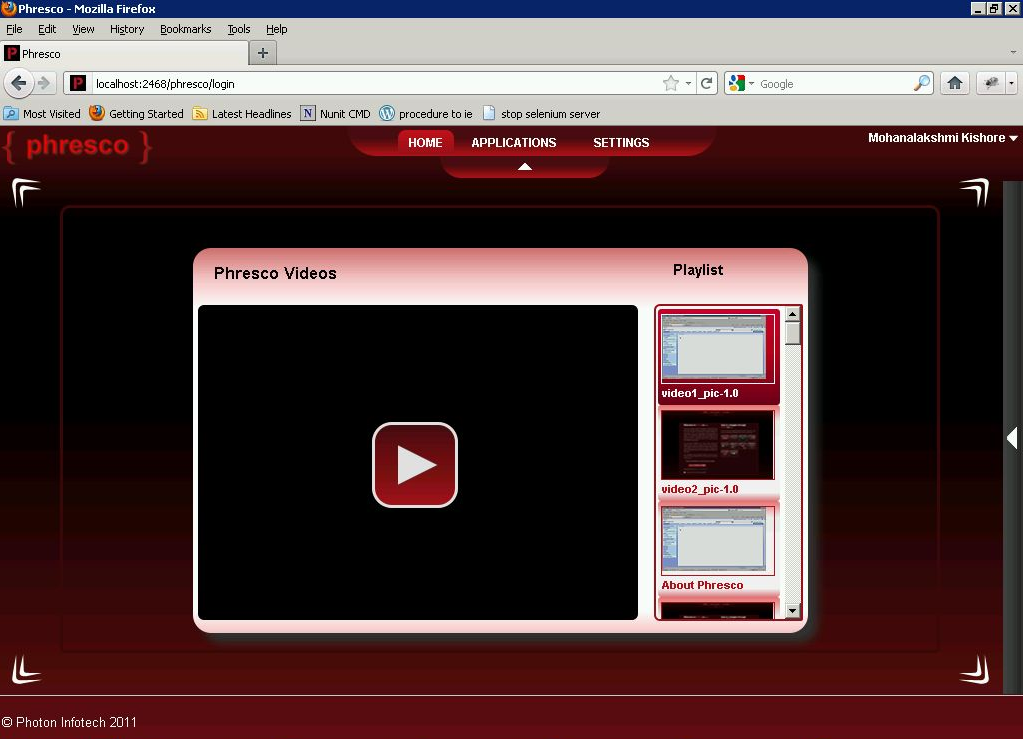 Phresco - Mozilla Firefox
File Edit View History Bookmarks Tools Help
Phresco
localhost:2468/phresco/login
Google
Most Visited Getting Started Latest Headlines N Nunit CMD procedure to ie stop selenium server
{ phresco }
HOME APPLICATIONS SETTINGS
Mohanalakshmi Kishore
Phresco Videos
Playlist
video1_pic-1.0
video2_pic-1.0
About Phresco
© Photon Infotech 2011